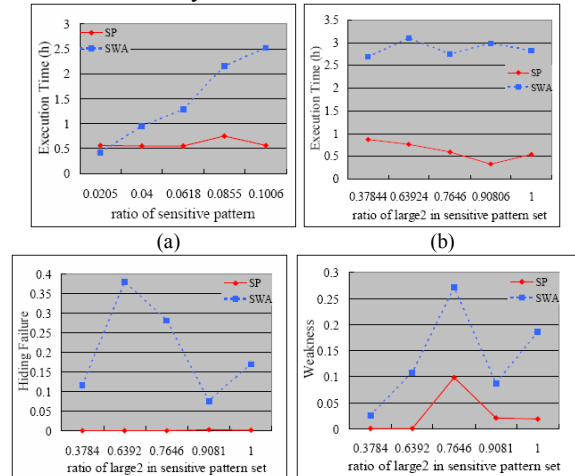 3
2.5
2
1.5
1
0.5
0
Execution Time (h)
SP
SWA
0.0205 0.04 0.0618 0.0855 0.1006
ratio of sensitive pattern
(a)
3.5
3
2.5
2
1.5
1
0.5
0
Execution Time (h)
SP
SWA
0.37844 0.63924 0.7646 0.90806 1
ratio of large2 in sensitive pattern set
(b)
0.4
0.35
0.3
0.25
0.2
0.15
0.1
0.05
0
Hiding Failure
SP
SWA
0.3784 0.6392 0.7646 0.9081 1
ratio of large2 in sensitive pattern set
0.3
0.25
0.2
0.15
0.1
0.05
0
Weakness
SP
SWA
0.3784 0.6392 0.7646 0.9081 1
ratio of large2 in sensitive pattern set